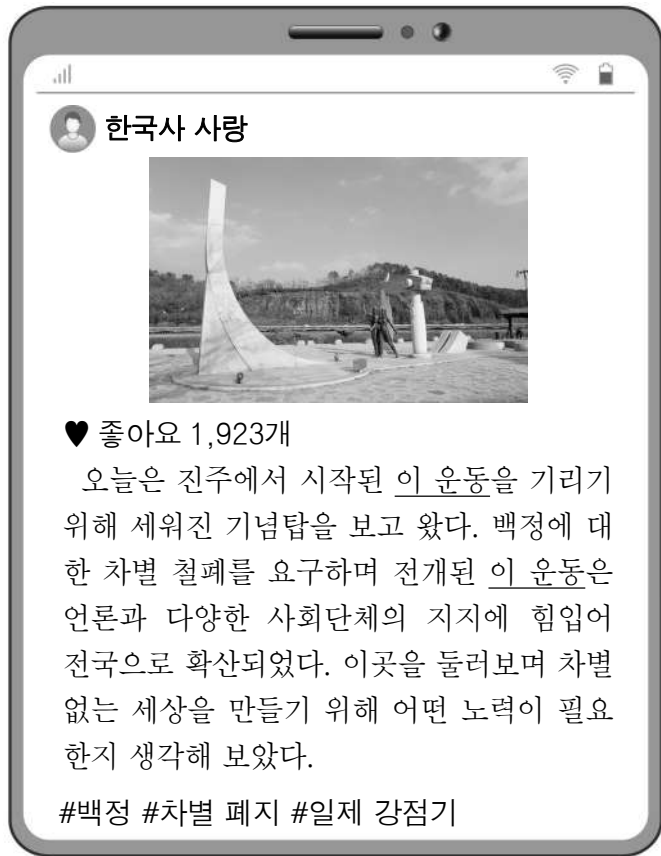 한국사 사랑
♥ 좋아요 1,923개
오늘은 진주에서 시작된 이 운동을 기리기
위해 세워진 기념탑을 보고 왔다. 백정에 대
한 차별 철폐를 요구하며 전개된 이 운동은
언론과 다양한 사회단체의 지지에 힘입어
전국으로 확산되었다. 이곳을 둘러보며 차별
없는 세상을 만들기 위해 어떤 노력이 필요
한지 생각해 보았다.
#백정 #차별 폐지 #일제 강점기